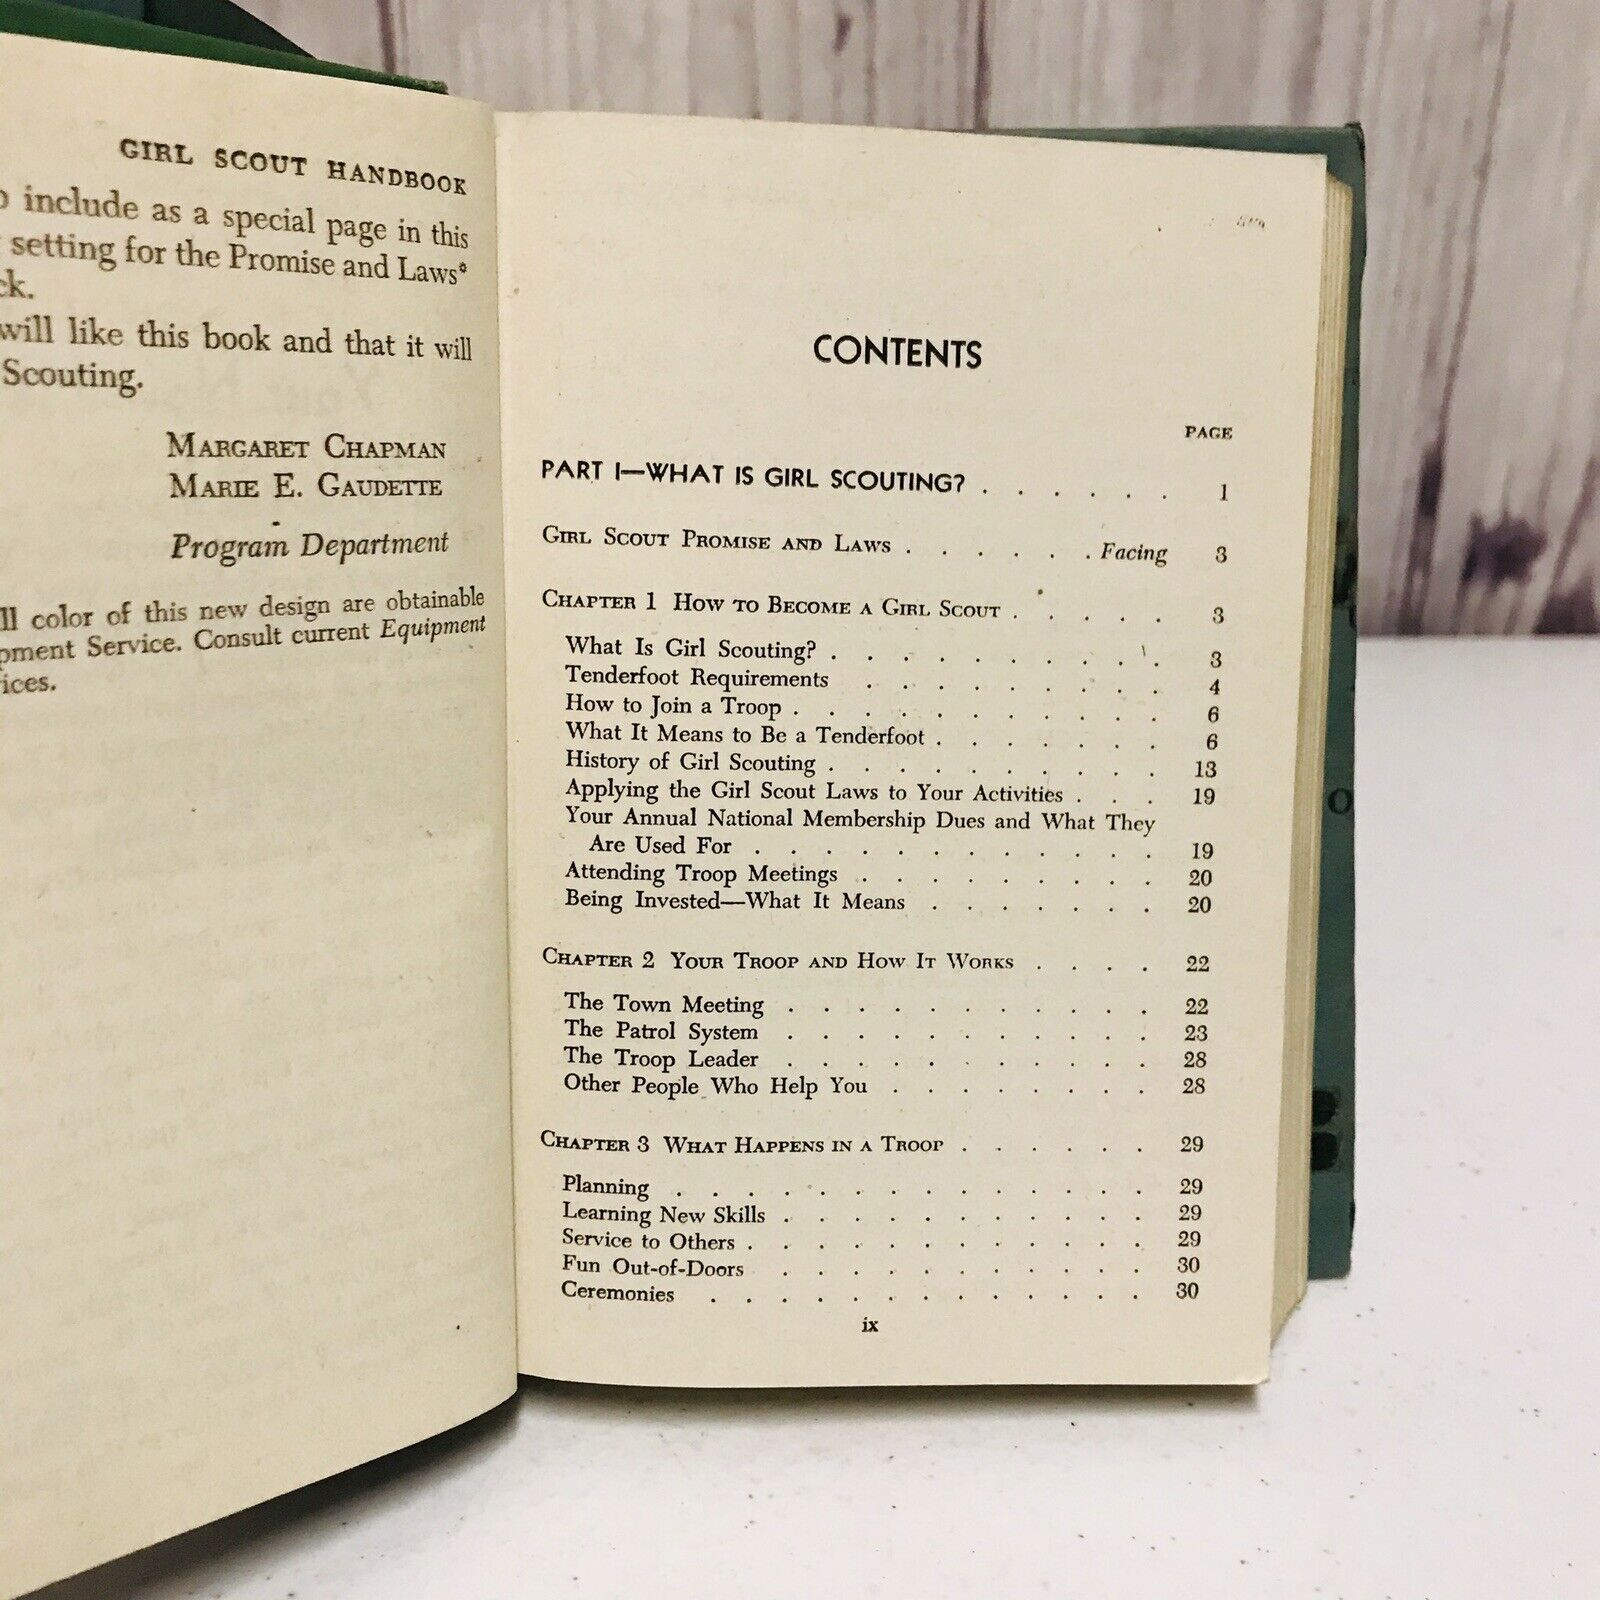 GIRL SCOUT HANDBOOK
include as a special page in this
setting for the Promise and Laws*
ck.
will like this book and that it will
Scouting.
MARGARET CHAPMAN
MARIE E. GAUDETTE
Program Department
ll color of this new design are obtainable
pment Service. Consult current Equipment
ices.
CONTENTS
PAGE
PART I—WHAT IS GIRL SCOUTING? . . . . . . 1
GIRL SCOUT PROMISE AND LAWS . . . . . . Facing 3
CHAPTER 1 HOW TO BECOME A GIRL SCOUT . . . . . 3
What Is Girl Scouting? . . . . . . . . . . 3
Tenderfoot Requirements . . . . . . . . . 4
How to Join a Troop . . . . . . . . . . . 6
What It Means to Be a Tenderfoot . . . . . . . 6
History of Girl Scouting . . . . . . . . . . 13
Applying the Girl Scout Laws to Your Activities . . . 19
Your Annual National Membership Dues and What They
Are Used For . . . . . . . . . . . . 19
Attending Troop Meetings . . . . . . . . . 20
Being Invested—What It Means . . . . . . . 20
CHAPTER 2 YOUR TROOP AND HOW IT WORKS . . . . 22
The Town Meeting . . . . . . . . . . . 22
The Patrol System . . . . . . . . . . . 23
The Troop Leader . . . . . . . . . . . 28
Other People Who Help You . . . . . . . . 28
CHAPTER 3 WHAT HAPPENS IN A TROOP . . . . . . 29
Planning . . . . . . . . . . . . . . 29
Learning New Skills . . . . . . . . . . . 29
Service to Others . . . . . . . . . . . . 29
Fun Out-of-Doors . . . . . . . . . . . 30
Ceremonies . . . . . . . . . . . . . 30
ix